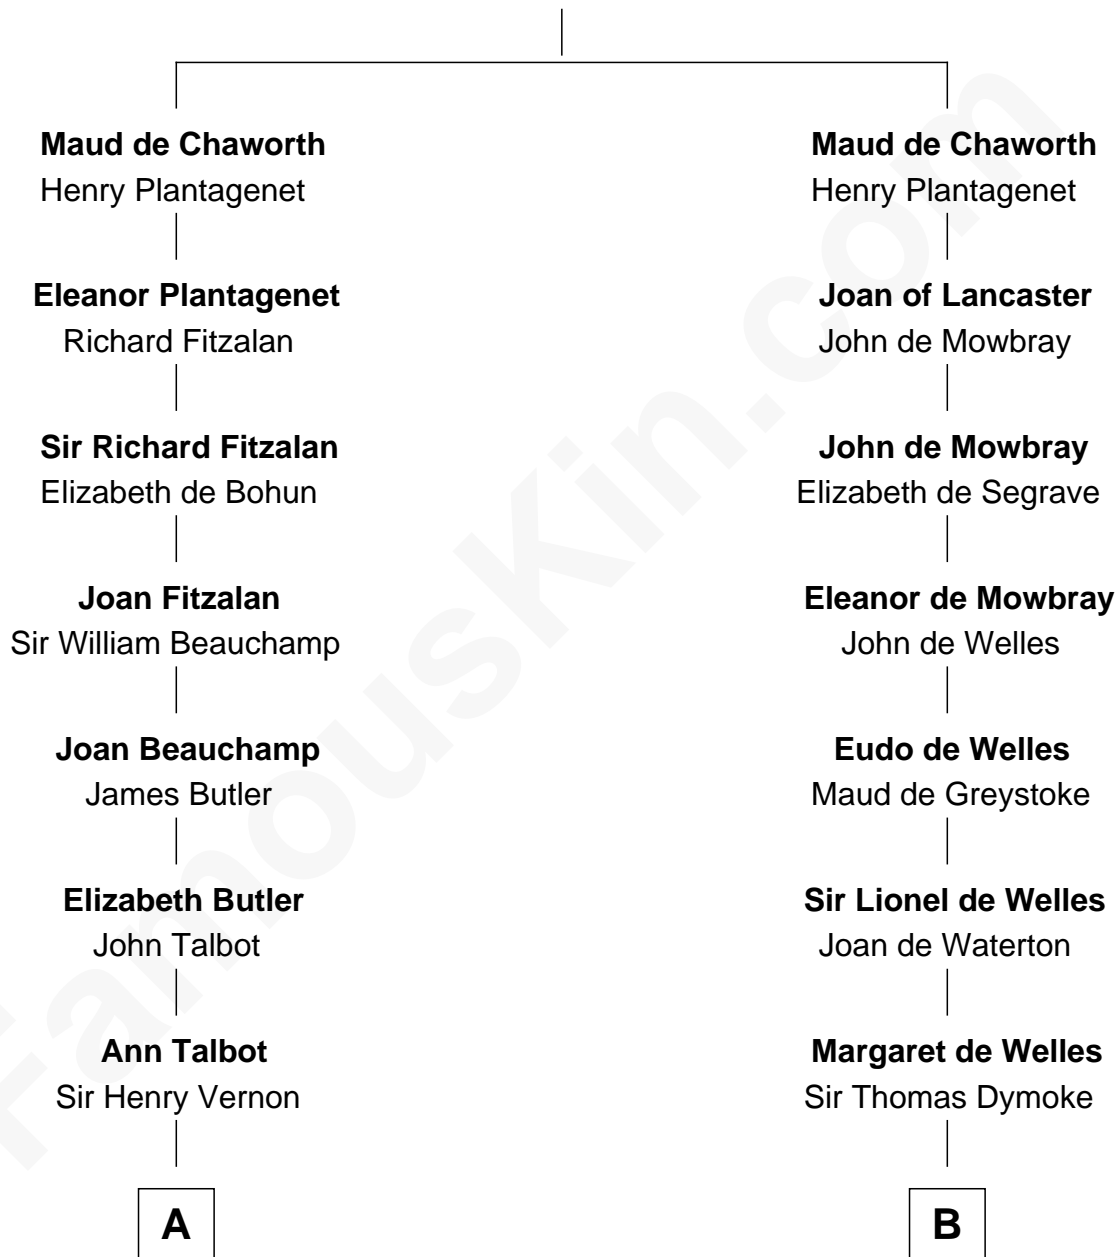 Maud de Chaworth
Henry Plantagenet
Eleanor Plantagenet
Richard Fitzalan
Sir Richard Fitzalan
Elizabeth de Bohun
Joan Fitzalan
Sir William Beauchamp
Joan Beauchamp
James Butler
Elizabeth Butler
John Talbot
Ann Talbot
Sir Henry Vernon
A
Maud de Chaworth
Henry Plantagenet
Joan of Lancaster
John de Mowbray
John de Mowbray
Elizabeth de Segrave
Eleanor de Mowbray
John de Welles
Eudo de Welles
Maud de Greystoke
Sir Lionel de Welles
Joan de Waterton
Margaret de Welles
Sir Thomas Dymoke
B
FamousKin.com